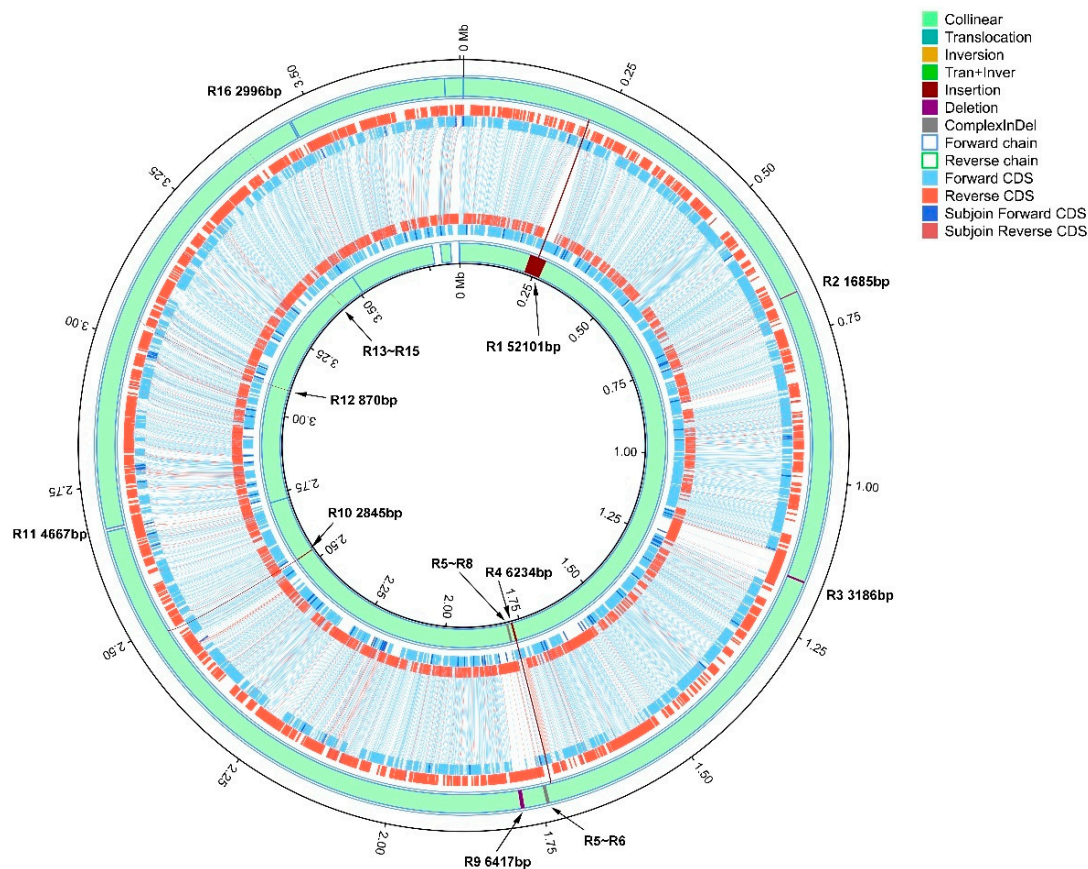 Collinear
Translocation
Inversion
Tran+Inver
Insertion
Deletion
ComplexInDel
Forward chain
Reverse chain
Forward CDS
Reverse CDS
Subjoin Forward CDS
Subjoin Reverse CDS
0 Mb
0.25
0.50
0.75
1.00
1.25
1.50
1.75
2.00
2.25
2.50
2.75
3.00
3.25
3.50
R16 2996bp
R2 1685bp
R3 3186bp
R5~R6
R9 6417bp
R11 4667bp
0 Mb
0.25
0.50
0.75
1.00
1.25
1.50
1.75
2.00
2.25
2.50
2.75
3.00
3.25
3.50
R1 52101bp
R13~R15
R12 870bp
R10 2845bp
R5~R8
R4 6234bp